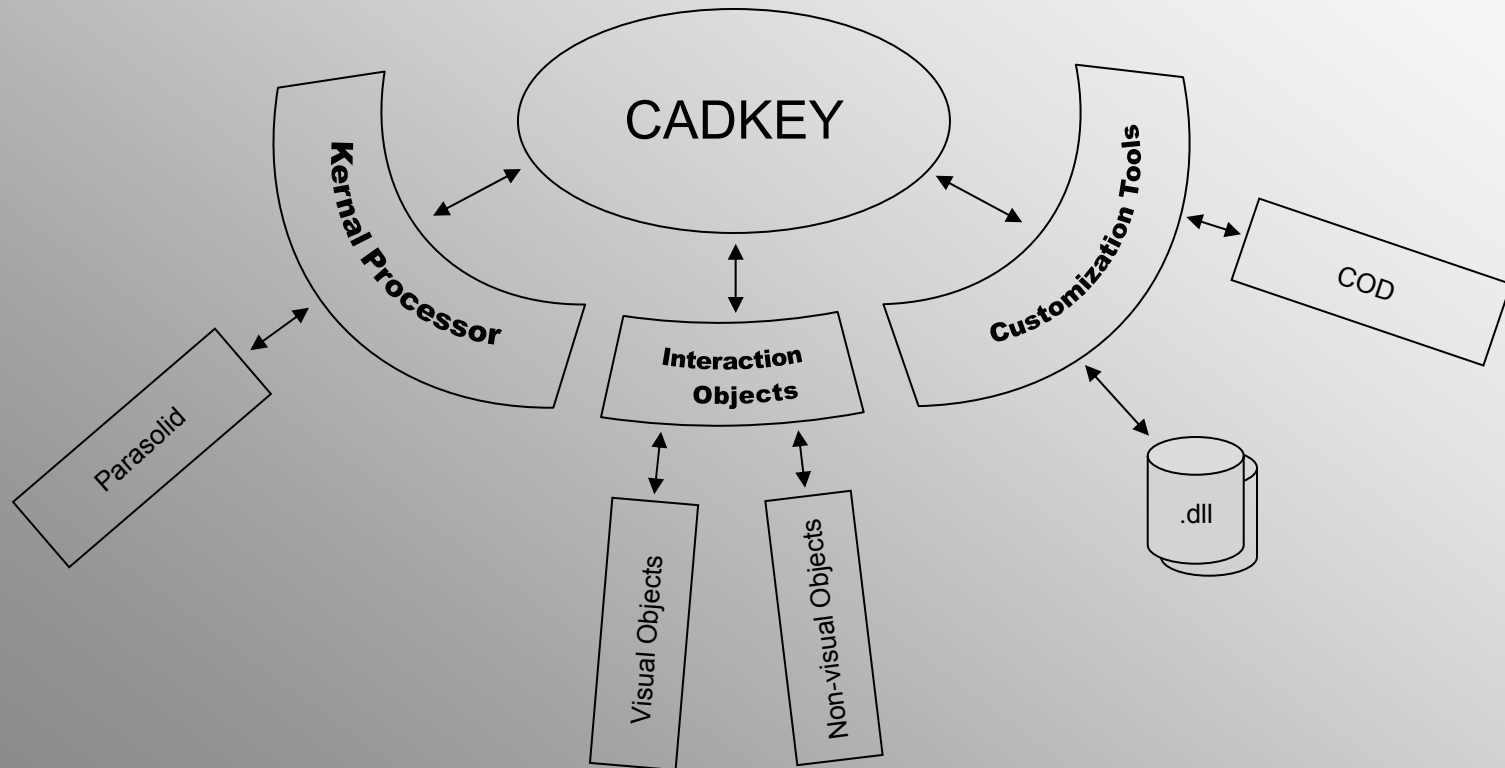 CADKEY
Kernal Processor
Customization Tools
Interaction
Objects
COD
Parasolid
.dll
Visual Objects
Non-visual Objects